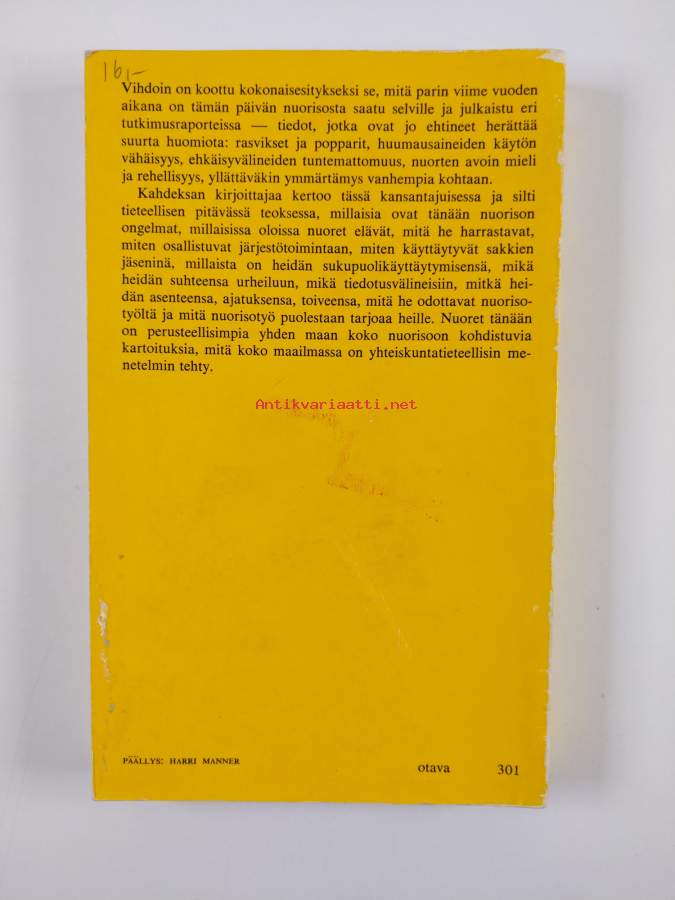 16,-
Vihdoin on koottu kokonaisesitykseksi se, mitä parin viime vuoden
aikana on tämän päivän nuorisosta saatu selville ja julkaistu eri
tutkimusraporteissa — tiedot, jotka ovat jo ehtineet herättää
suurta huomiota: rasvikset ja popparit, huumausaineiden käytön
vähäisyys, ehkäisyvälineiden tuntemattomuus, nuorten avoin mieli
ja rehellisyys, yllättäväkin ymmärtämys vanhempia kohtaan.
Kahdeksan kirjoittajaa kertoo tässä kansantajuisessa ja silti
tieteellisen pitävässä teoksessa, millaisia ovat tänään nuorison
ongelmat, millaisissa oloissa nuoret elävät, mitä he harrastavat,
miten osallistuvat järjestötoimintaan, miten käyttäytyvät sakkien
jäseninä, millaista on heidän sukupuolikäyttäytymisensä, mikä
heidän suhteensa urheiluun, mikä tiedotusvälineisiin, mitkä hei-
dän asenteensa, ajatuksensa, toiveensa, mitä he odottavat nuoriso-
työltä ja mitä nuorisotyö puolestaan tarjoaa heille. Nuoret tänään
on perusteellisimpia yhden maan koko nuorisoon kohdistuvia
kartoituksia, mitä koko maailmassa on yhteiskuntatieteellisin me-
netelmin tehty.
Antikvariaatti.net
PÄÄLLYS: HARRI MANNER
otava 301